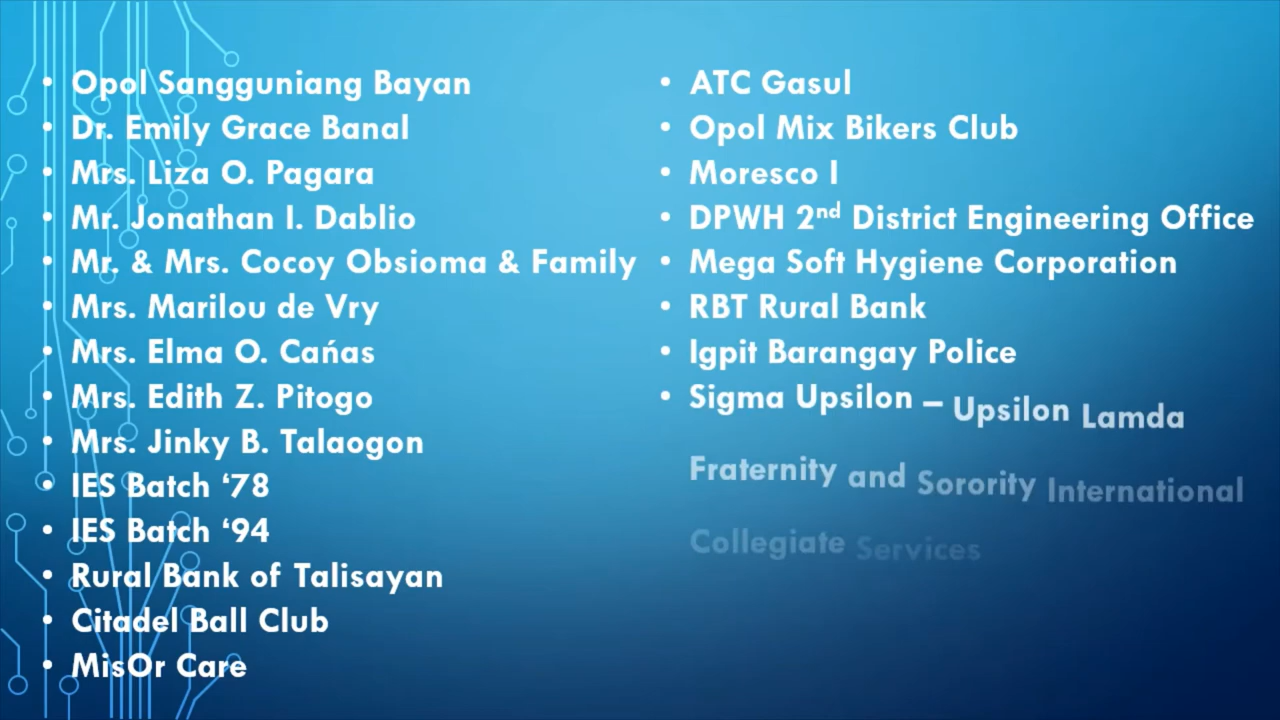 • Opol Sangguniang Bayan
• Dr. Emily Grace Banal
• Mrs. Liza O. Pagara
• Mr. Jonathan I. Dablio
• Mr. & Mrs. Cocoy Obsioma & Family
• Mrs. Marilou de Vry
• Mrs. Elma O. Cańas
• Mrs. Edith Z. Pitogo
• Mrs. Jinky B. Talaogon
• IES Batch ‘78
• IES Batch ‘94
• Rural Bank of Talisayan
• Citadel Ball Club
• MisOr Care
• ATC Gasul
• Opol Mix Bikers Club
• Moresco I
• DPWH 2nd District Engineering Office
• Mega Soft Hygiene Corporation
• RBT Rural Bank
• Igpit Barangay Police
• Sigma Upsilon – Upsilon Lamda
Fraternity and Sorority International
Collegiate Services